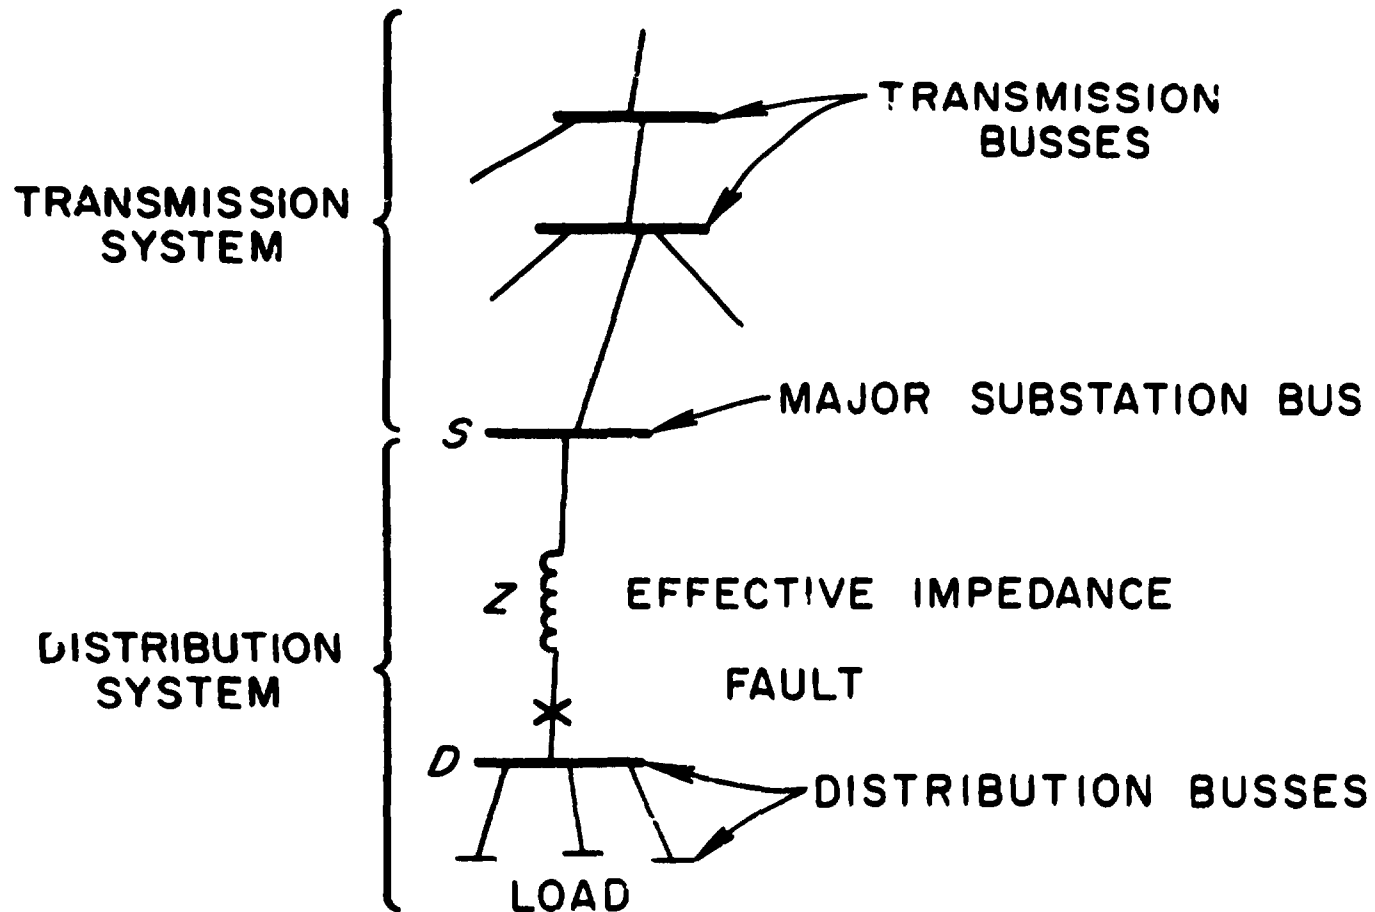 TRANSMISSION
BUSSES
TRANSMISSION
SYSTEM
MAJOR SUBSTATION BUS
S
Z
EFFECTIVE IMPEDANCE
DISTRIBUTION
SYSTEM
FAULT
D
DISTRIBUTION BUSSES
LOAD